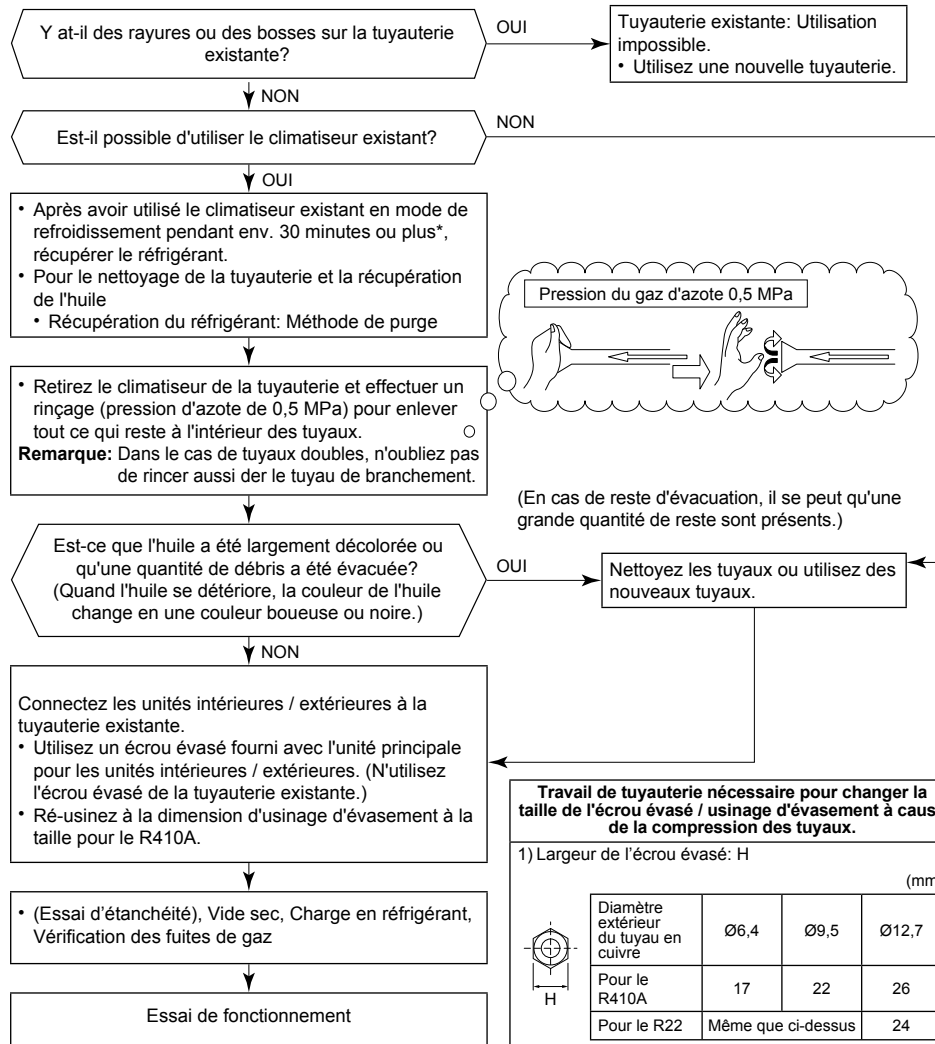 Y at-il des rayures ou des bosses sur la tuyauterie
existante?
OUI
Tuyauterie existante: Utilisation
impossible.
• Utilisez une nouvelle tuyauterie.
NON
Est-il possible d'utiliser le climatiseur existant?
NON
OUI
• Après avoir utilisé le climatiseur existant en mode de
refroidissement pendant env. 30 minutes ou plus*,
récupérer le réfrigérant.
• Pour le nettoyage de la tuyauterie et la récupération
de l'huile
• Récupération du réfrigérant: Méthode de purge
Pression du gaz d'azote 0,5 MPa
• Retirez le climatiseur de la tuyauterie et effectuer un
rinçage (pression d'azote de 0,5 MPa) pour enlever
tout ce qui reste à l'intérieur des tuyaux.
Remarque: Dans le cas de tuyaux doubles, n'oubliez pas
de rincer aussi der le tuyau de branchement.
(En cas de reste d'évacuation, il se peut qu'une
grande quantité de reste sont présents.)
Est-ce que l'huile a été largement décolorée ou
qu'une quantité de débris a été évacuée?
(Quand l'huile se détériore, la couleur de l'huile
change en une couleur boueuse ou noire.)
OUI
Nettoyez les tuyaux ou utilisez des
nouveaux tuyaux.
NON
Connectez les unités intérieures / extérieures à la
tuyauterie existante.
• Utilisez un écrou évasé fourni avec l'unité principale
pour les unités intérieures / extérieures. (N'utilisez
l'écrou évasé de la tuyauterie existante.)
• Ré-usinez à la dimension d'usinage d'évasement à la
taille pour le R410A.
• (Essai d'étanchéité), Vide sec, Charge en réfrigérant,
Vérification des fuites de gaz
Essai de fonctionnement
Travail de tuyauterie nécessaire pour changer la
taille de l'écrou évasé / usinage d'évasement à caus
de la compression des tuyaux.
1) Largeur de l'écrou évasé: H
(mm
H
Diamètre
extérieur
du tuyau en
cuivre
Ø6,4 Ø9,5 Ø12,7
Pour le
R410A
17 22 26
Pour le R22 Même que ci-dessus 24